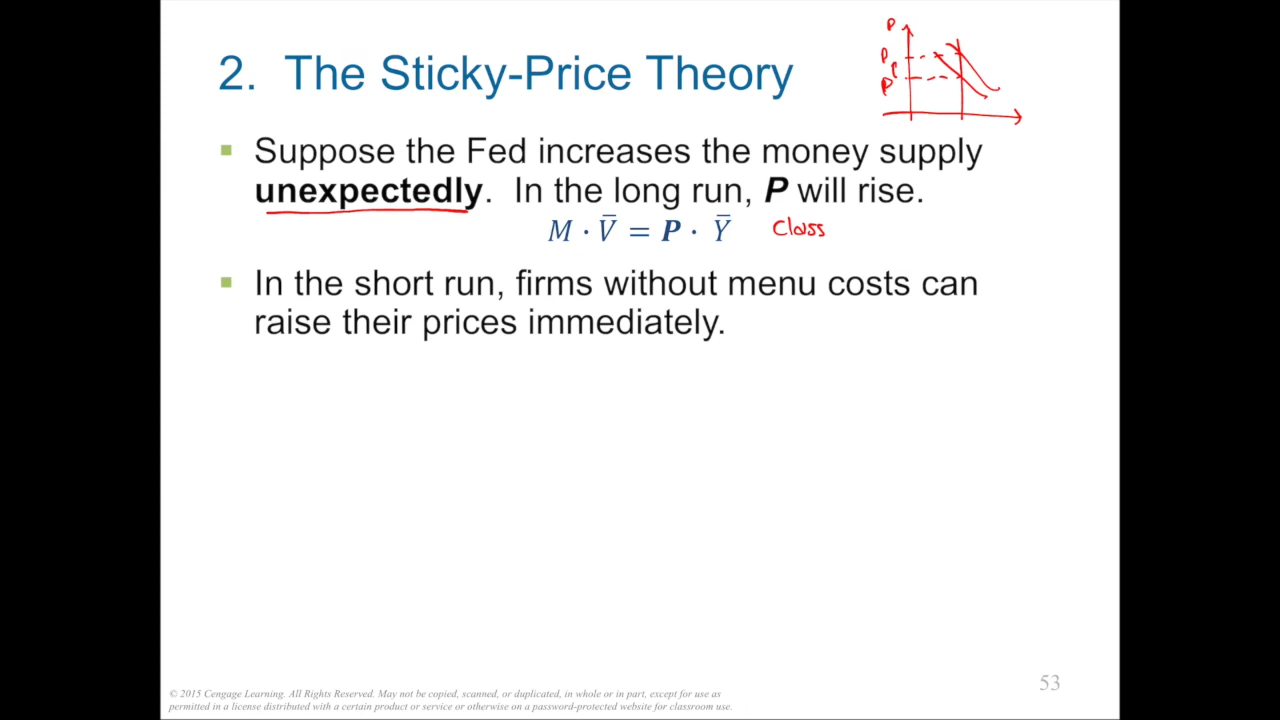 2. The Sticky-Price Theory
P
P
P
▪ Suppose the Fed increases the money supply
unexpectedly. In the long run, P will rise.
M · V̄ = P · Ȳ Class
▪ In the short run, firms without menu costs can
raise their prices immediately.
© 2015 Cengage Learning. All Rights Reserved. May not be copied, scanned, or duplicated, in whole or in part, except for use as
permitted in a license distributed with a certain product or service or otherwise on a password-protected website for classroom use.
53